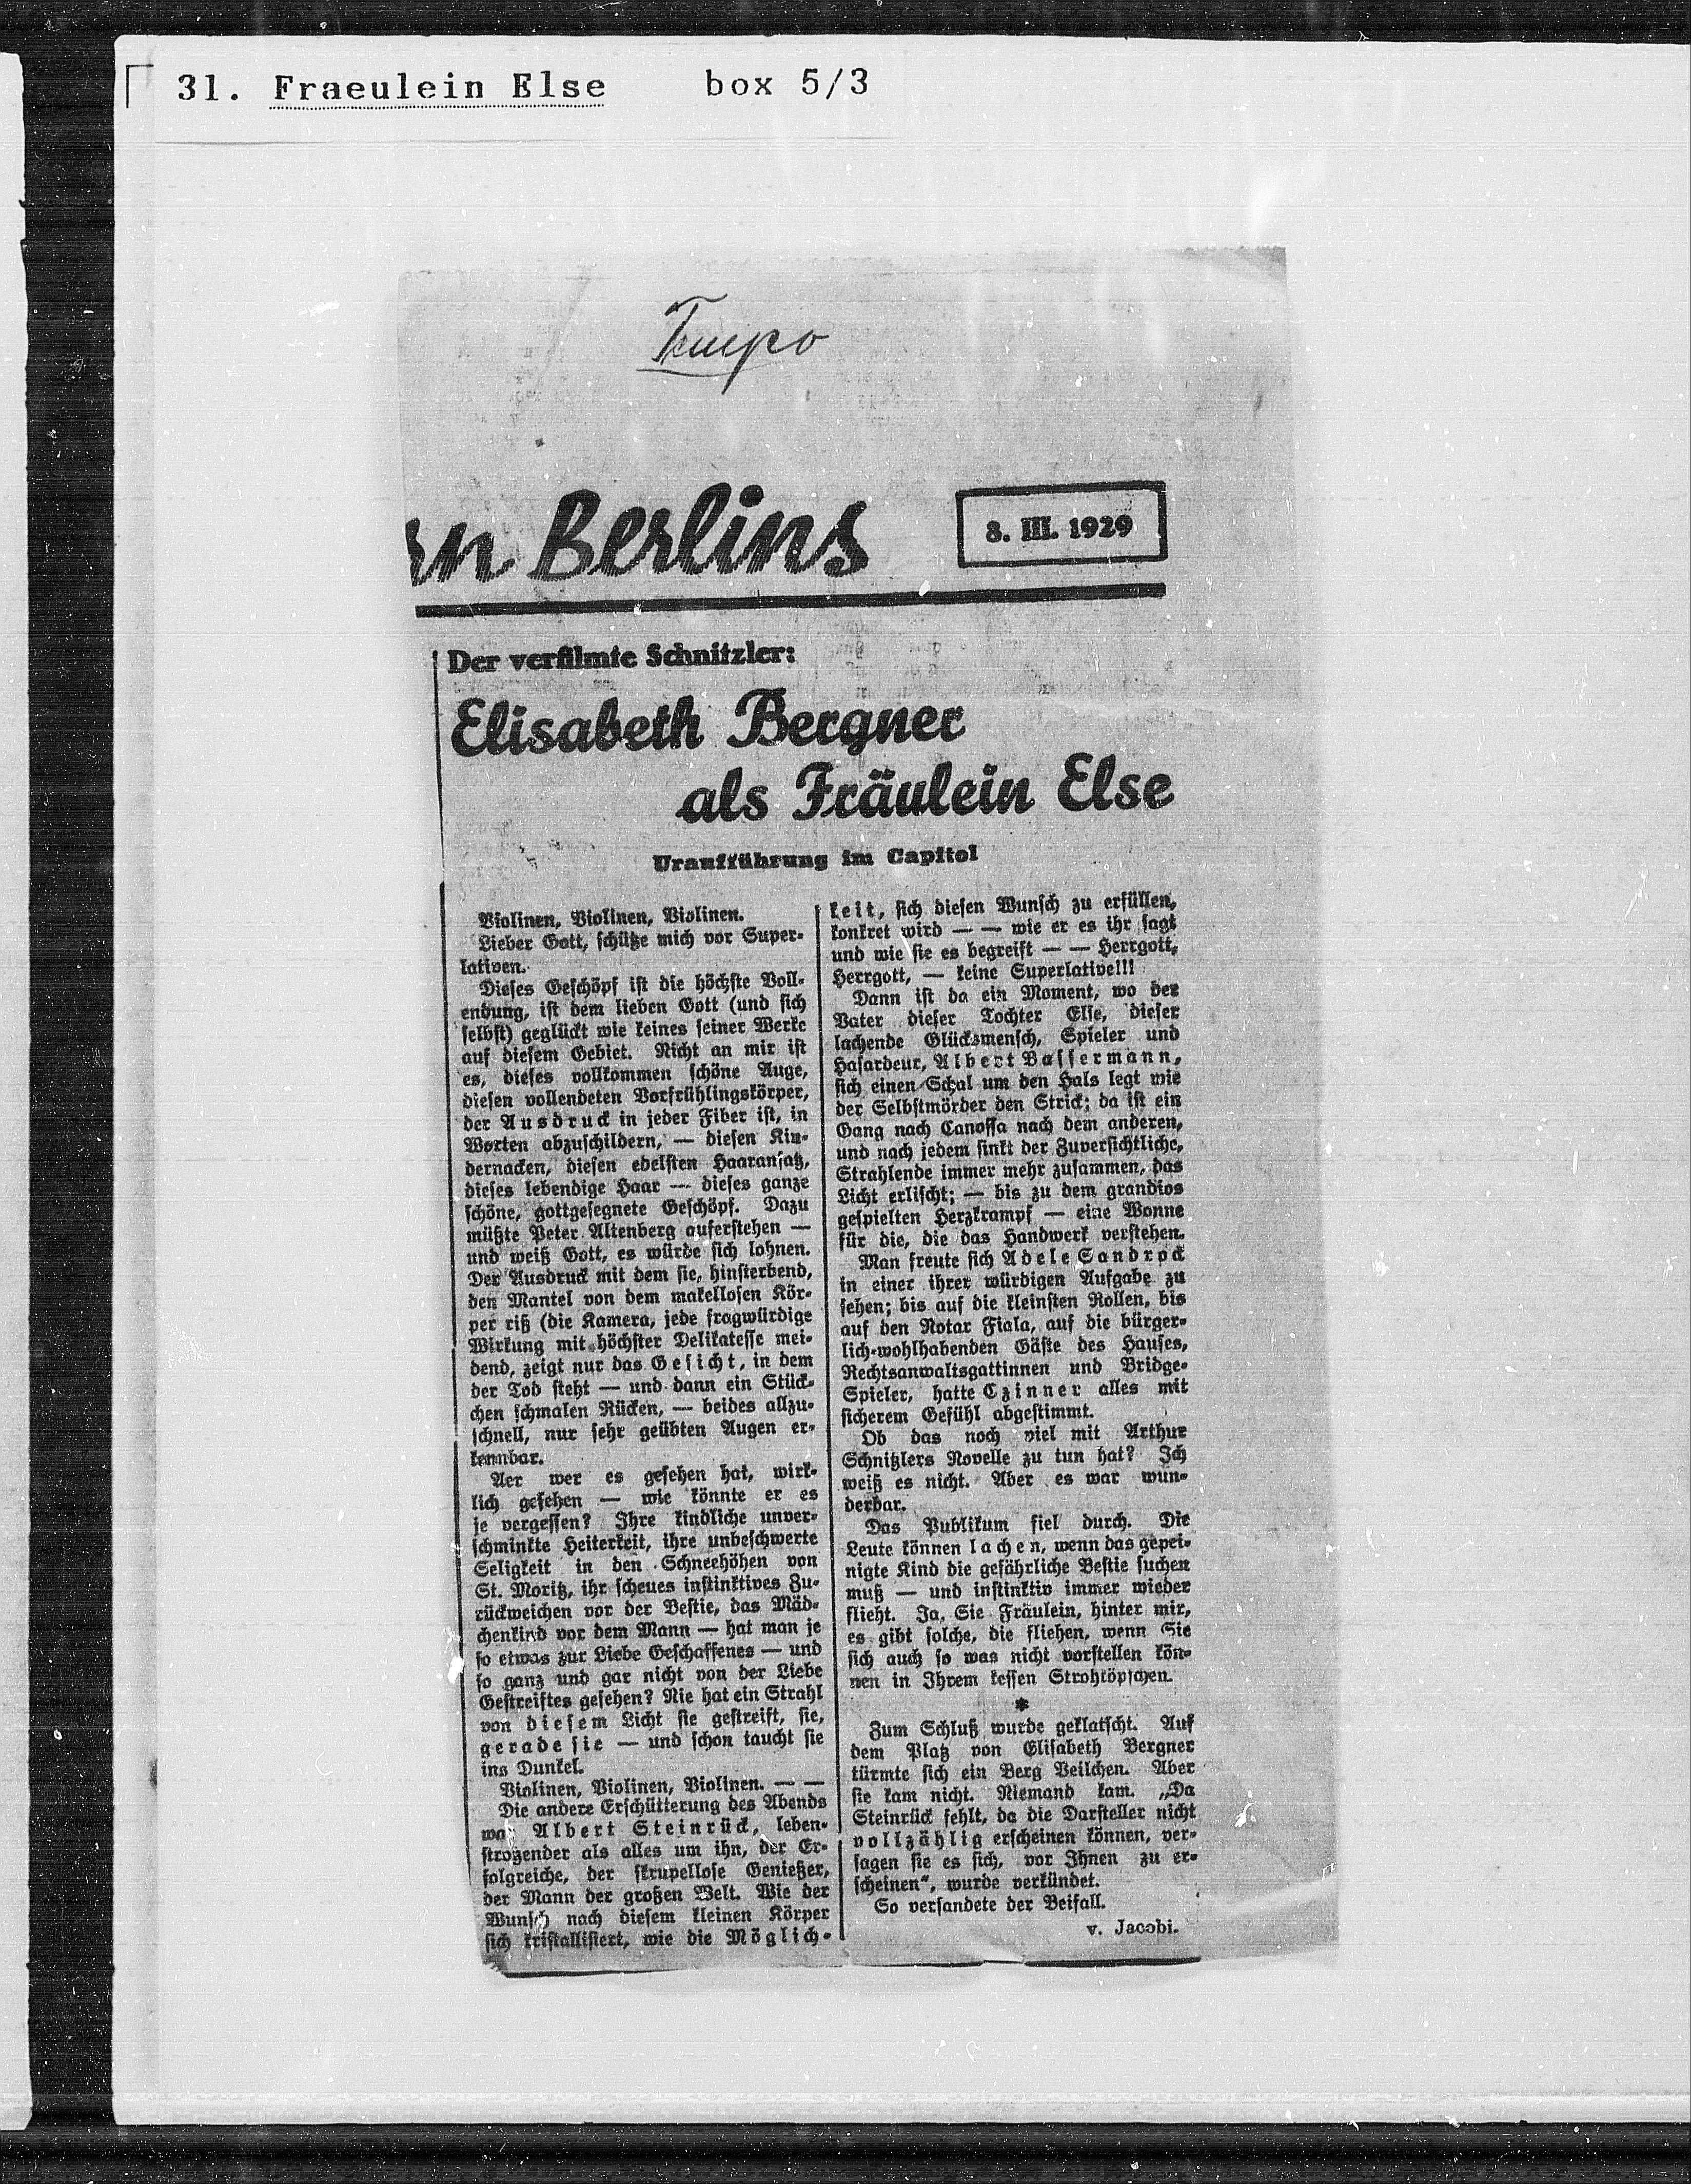 31. Fraeulein Else box 5/3
Tempo
rn Berlins
8. III. 1929
Der verfilmte Schnitzler:
Elisabeth Bergner
als Fräulein Else
Uraufführung im Capitol
Violinen, Violinen, Violinen.
Lieber Gott, schütze mich vor Super-
lativen.
Dieses Geschöpf ist die höchste Voll-
endung, ist dem lieben Gott (und sich
selbst) geglückt wie keines seiner Werke
auf diesem Gebiet. Nicht an mir ist
es, dieses vollkommen schöne Auge,
diesen vollendeten Vorfrühlingskörper,
der Ausdruck in jeder Fiber ist, in
Worten abzuschildern, — diesen Kin-
dernacken, diesen edelsten Haaransatz,
dieses lebendige Haar — dieses ganze
schöne, gottgesegnete Geschöpf. Dazu
müßte Peter Altenberg auferstehen —
und weiß Gott, es würde sich lohnen.
Der Ausdruck mit dem sie, hinsterbend,
den Mantel von dem makellosen Kör-
per riß (die Kamera, jede fragwürdige
Wirkung mit höchster Delikatesse mei-
dend, zeigt nur das Gesicht, in dem
der Tod steht — und dann ein Stück-
chen schmalen Rücken, — beides allzu-
schnell, nur sehr geübten Augen er-
kennbar.
Aer wer es gesehen hat, wirk-
lich gesehen — wie könnte er es
je vergessen? Ihre kindliche unver-
schminkte Heiterkeit, ihre unbeschwerte
Seligkeit in den Schneehöhen von
St. Moritz, ihr scheues instinktives Zu-
rückweichen vor der Bestie, das Mäd-
chenkind vor dem Mann — hat man je
so etwas zur Liebe Geschaffenes — und
so ganz und gar nicht von der Liebe
Gestreiftes gesehen? Nie hat ein Strahl
von diesem Licht sie gestreift, sie,
gerade sie — und schon taucht sie
ins Dunkel.
Violinen, Violinen, Violinen. — —
Die andere Erschütterung des Abends
war Albert Steinrück, leben-
strotzender als alles um ihn, der Er-
folgreiche, der skrupellose Genießer,
der Mann der großen Welt. Wie der
Wunsch nach diesem kleinen Körper
sich kristallisiert, wie die Möglich-
keit, sich diesen Wunsch zu erfüllen,
konkret wird — — wie er es ihr sagt
und wie sie es begreift — — Herrgott,
Herrgott, — keine Superlative!!!
Dann ist da ein Moment, wo der
Vater dieser Tochter Else, dieser
lachende Glücksmensch, Spieler und
Hasardeur, Albert Bassermann,
sich einen Schal um den Hals legt wie
der Selbstmörder den Strick; da ist ein
Gang nach Canossa nach dem anderen,
und nach jedem sinkt der Zuversichtliche,
Strahlende immer mehr zusammen, das
Licht erlischt; — bis zu dem grandios
gespielten Herzkrampf — eine Wonne
für die, die das Handwerk verstehen.
Man freute sich Adele Sandrock
in einer ihrer würdigen Aufgabe zu
sehen; bis auf die kleinsten Rollen, bis
auf den Notar Fiala, auf die bürger-
lich-wohlhabenden Gäste des Hauses,
Rechtsanwaltsgattinnen und Bridge-
Spieler, hatte Czinner alles mit
sicherem Gefühl abgestimmt.
Ob das noch viel mit Arthur
Schnitzlers Novelle zu tun hat? Ich
weiß es nicht. Aber es war wun-
derbar.
Das Publikum fiel durch. Die
Leute können lachen, wenn das gepei-
nigte Kind die gefährliche Bestie suchen
muß — und instinktiv immer wieder
flieht. Ja, Sie Fräulein, hinter mir,
es gibt solche, die fliehen, wenn Sie
sich auch so was nicht vorstellen kön-
nen in Ihrem kessen Strohköpfchen.
*
Zum Schluß wurde geklatscht. Auf
dem Platz von Elisabeth Bergner
türmte sich ein Berg Veilchen. Aber
sie kam nicht. Niemand kam. „Da
Steinrück fehlt, da die Darsteller nicht
vollzählig erscheinen können, ver-
sagen sie es sich, vor Ihnen zu er-
scheinen“, wurde verkündet.
So versandete der Beifall.
v. Jacobi.